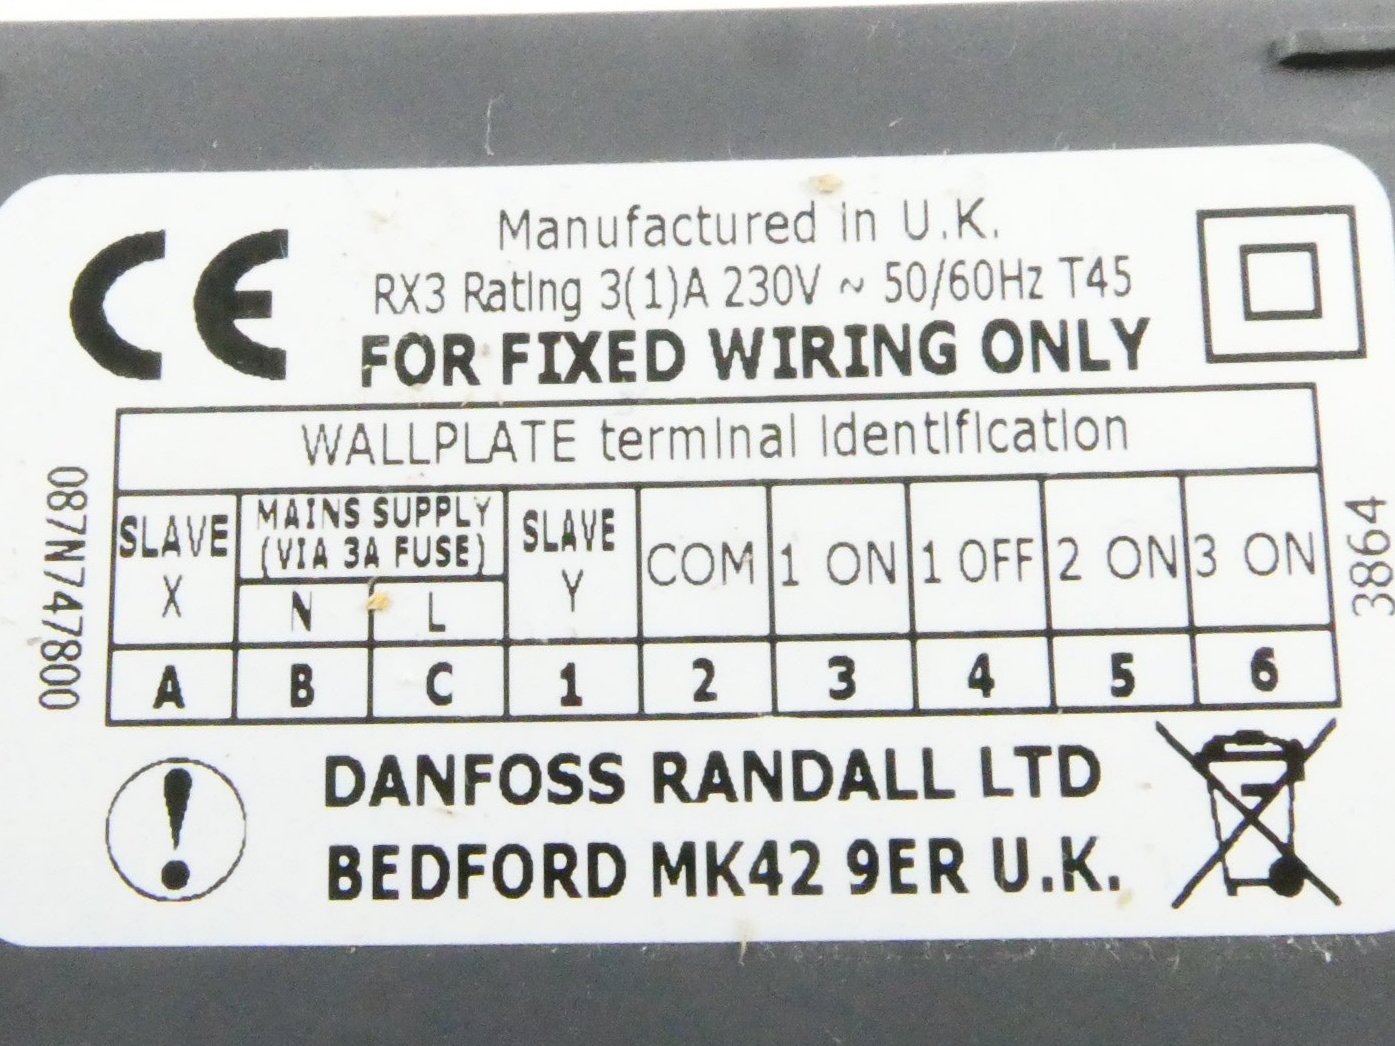 CE
Manufactured in U.K.
RX3 Rating 3(1)A 230V ~ 50/60Hz T45
FOR FIXED WIRING ONLY
WALLPLATE terminal identification
SLAVE X
MAINS SUPPLY
(VIA 3A FUSE)
N L
SLAVE Y
COM 1 ON 1 OFF 2 ON 3 ON
A B C 1 2 3 4 5 6
DANFOSS RANDALL LTD
BEDFORD MK42 9ER U.K.
087N747800
3864